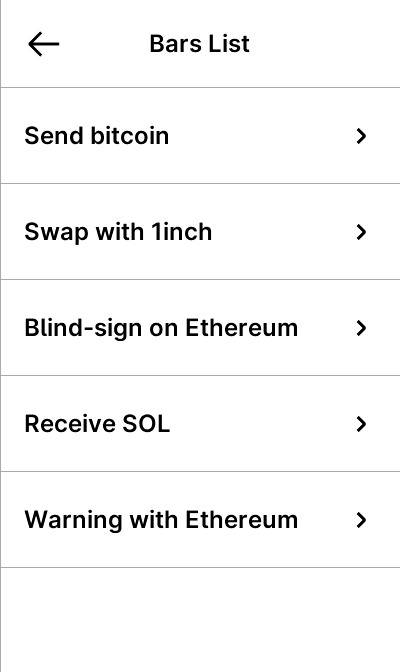 Bars List
Send bitcoin
Swap with 1inch
Blind-sign on Ethereum
Receive SOL
Warning with Ethereum